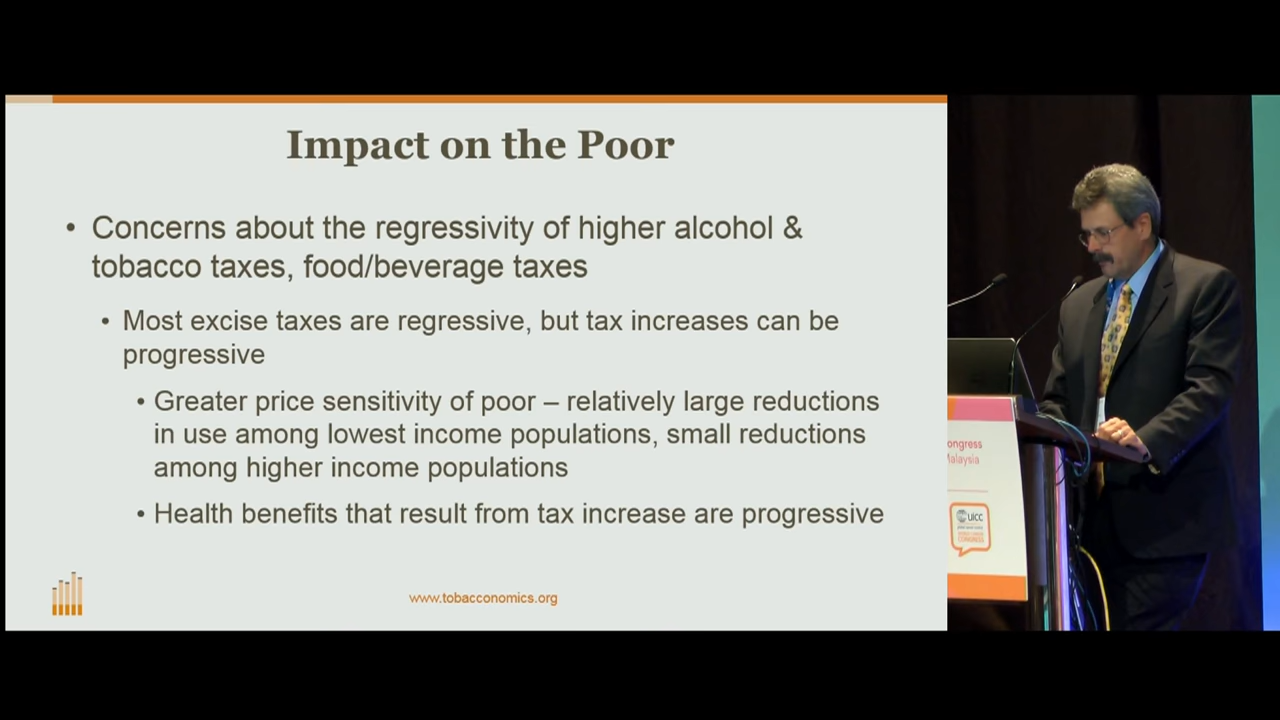 Impact on the Poor
• Concerns about the regressivity of higher alcohol &
tobacco taxes, food/beverage taxes
• Most excise taxes are regressive, but tax increases can be
progressive
• Greater price sensitivity of poor – relatively large reductions
in use among lowest income populations, small reductions
among higher income populations
• Health benefits that result from tax increase are progressive
www.tobacconomics.org
ongress
Malaysia
uicc
CONGRESS